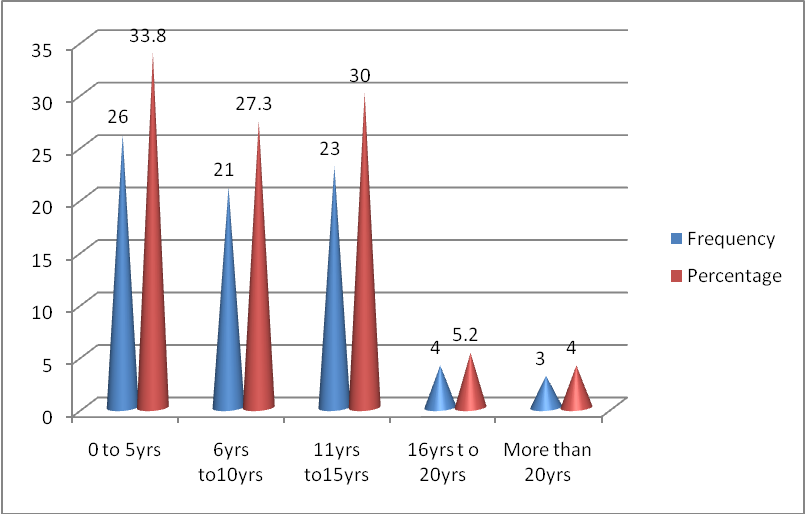 35
30
25
20
15
10
5
0
33.8
26
27.3
21
30
23
4
5.2
3
4
0 to 5yrs
6yrs
to10yrs
11yrs
to15yrs
16yrs t o
20yrs
More than
20yrs
Frequency
Percentage